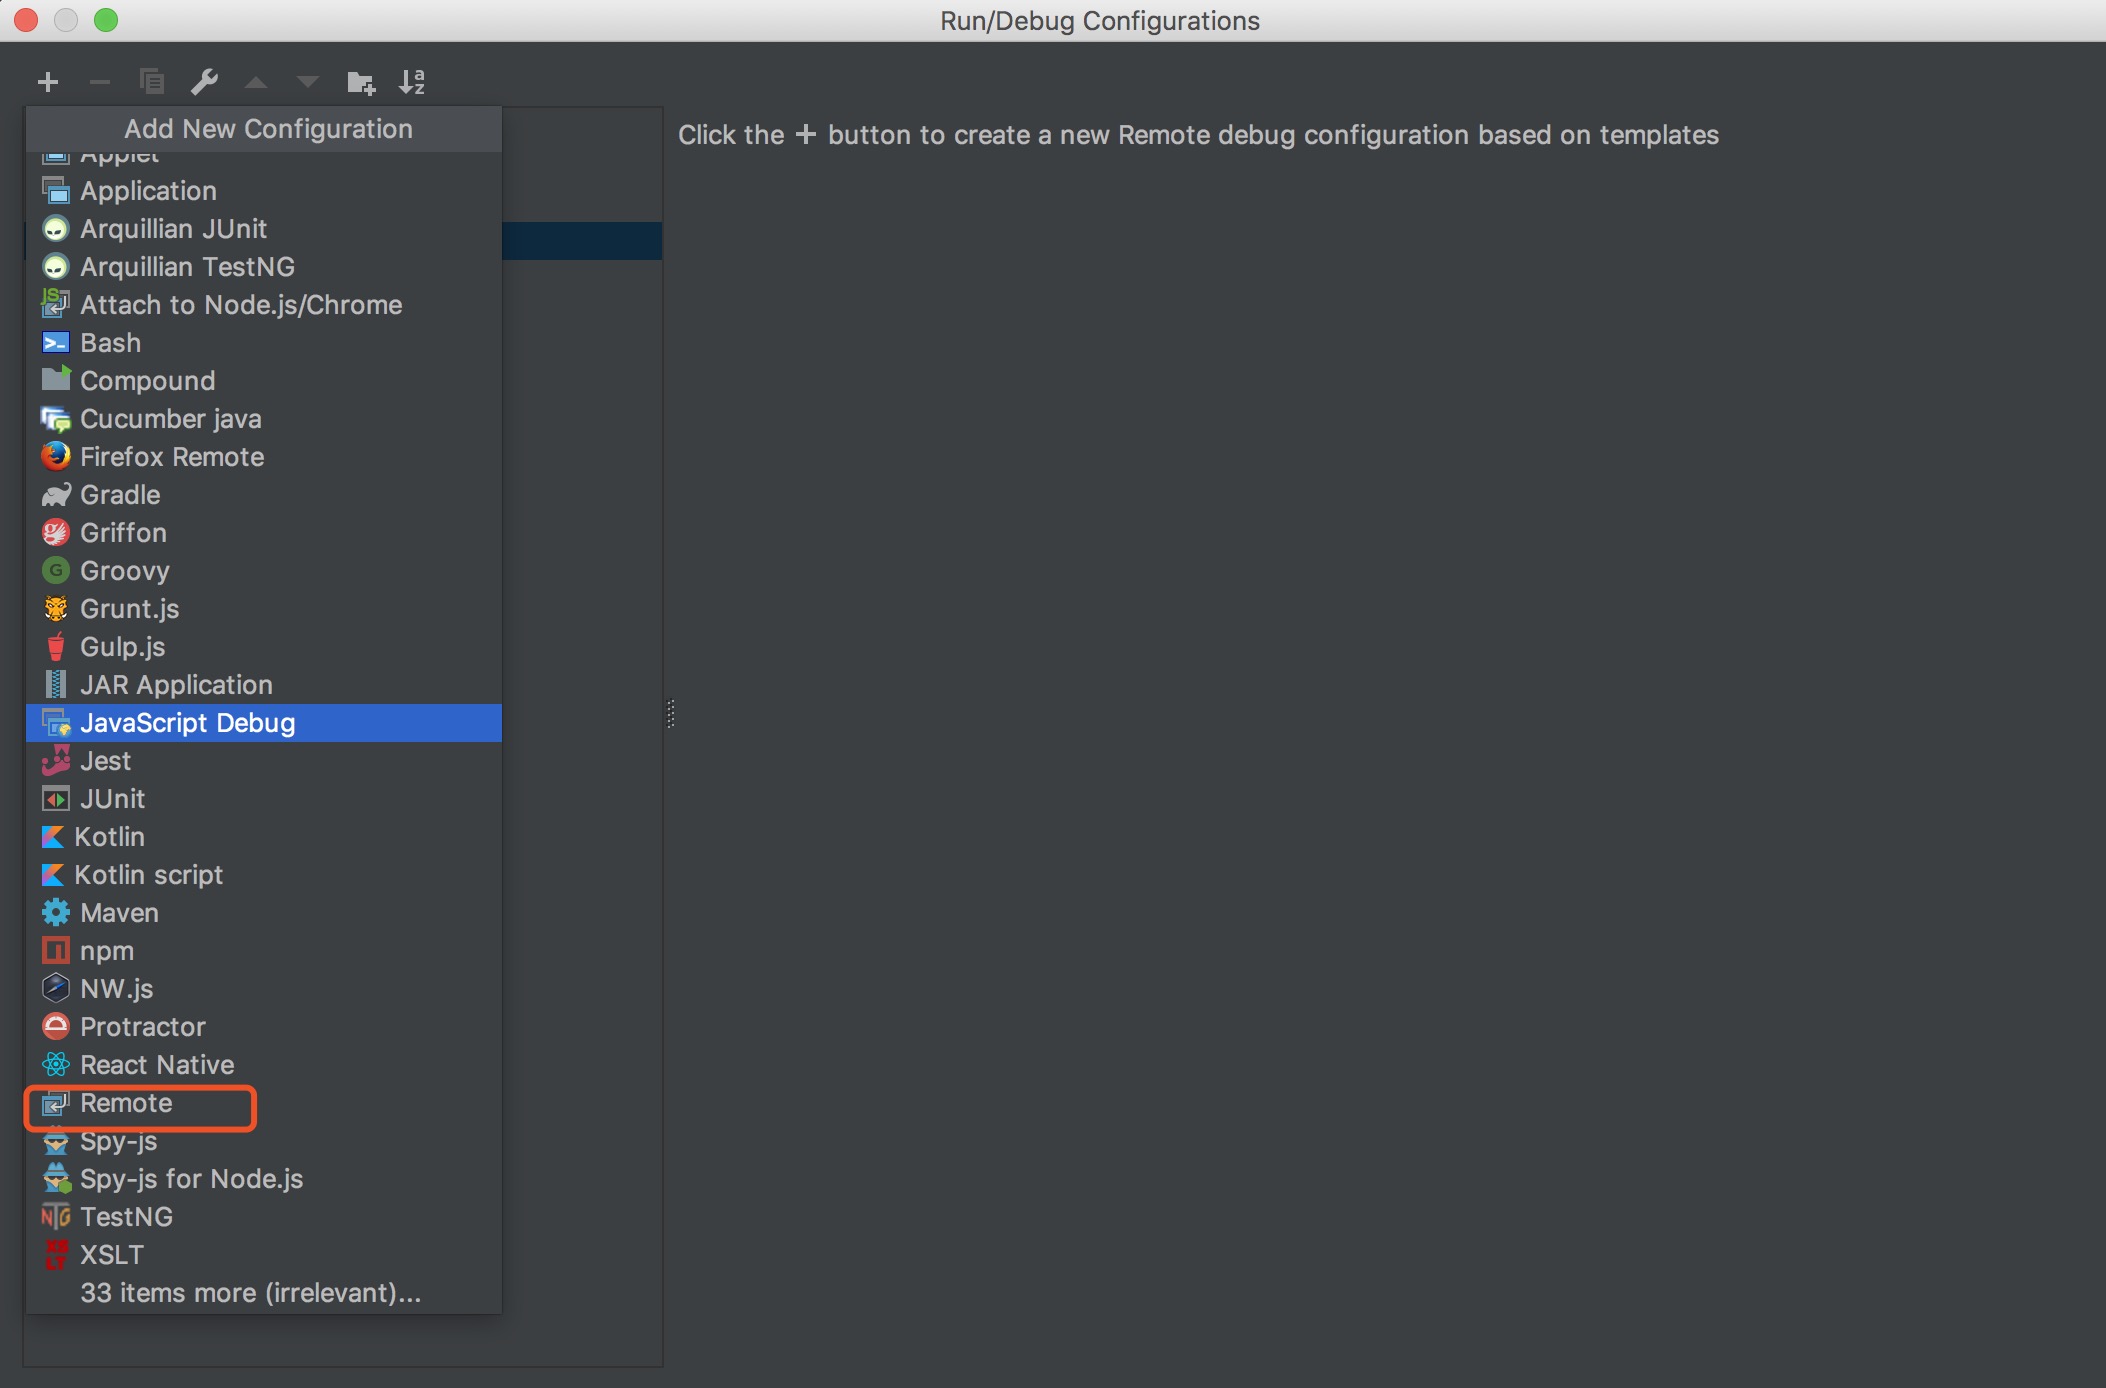 Run/Debug Configurations
Add New Configuration
Click the + button to create a new Remote debug configuration based on templates
Applet
Application
Arquillian JUnit
Arquillian TestNG
Attach to Node.js/Chrome
Bash
Compound
Cucumber java
Firefox Remote
Gradle
Griffon
Groovy
Grunt.js
Gulp.js
JAR Application
JavaScript Debug
Jest
JUnit
Kotlin
Kotlin script
Maven
npm
NW.js
Protractor
React Native
Remote
Spy-js
Spy-js for Node.js
TestNG
XSLT
33 items more (irrelevant)...